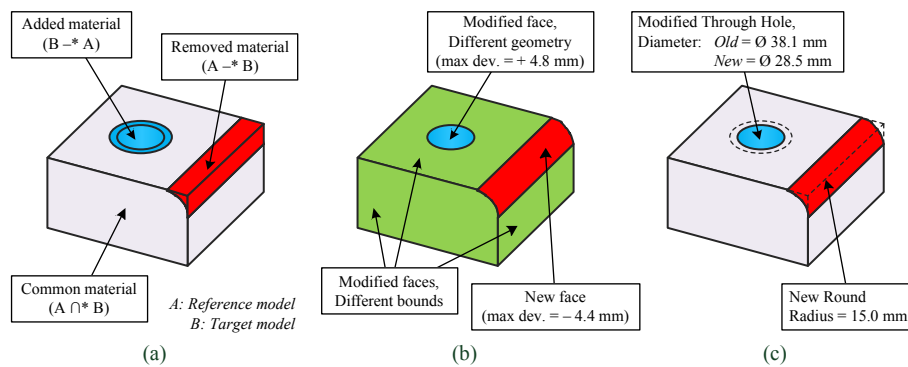 Added material
(B –* A)
Removed material
(A –* B)
Common material
(A ∩* B)
A: Reference model
B: Target model
(a)
Modified face,
Different geometry
(max dev. = + 4.8 mm)
Modified faces,
Different bounds
New face
(max dev. = – 4.4 mm)
(b)
Modified Through Hole,
Diameter: Old = Ø 38.1 mm
New = Ø 28.5 mm
New Round
Radius = 15.0 mm
(c)